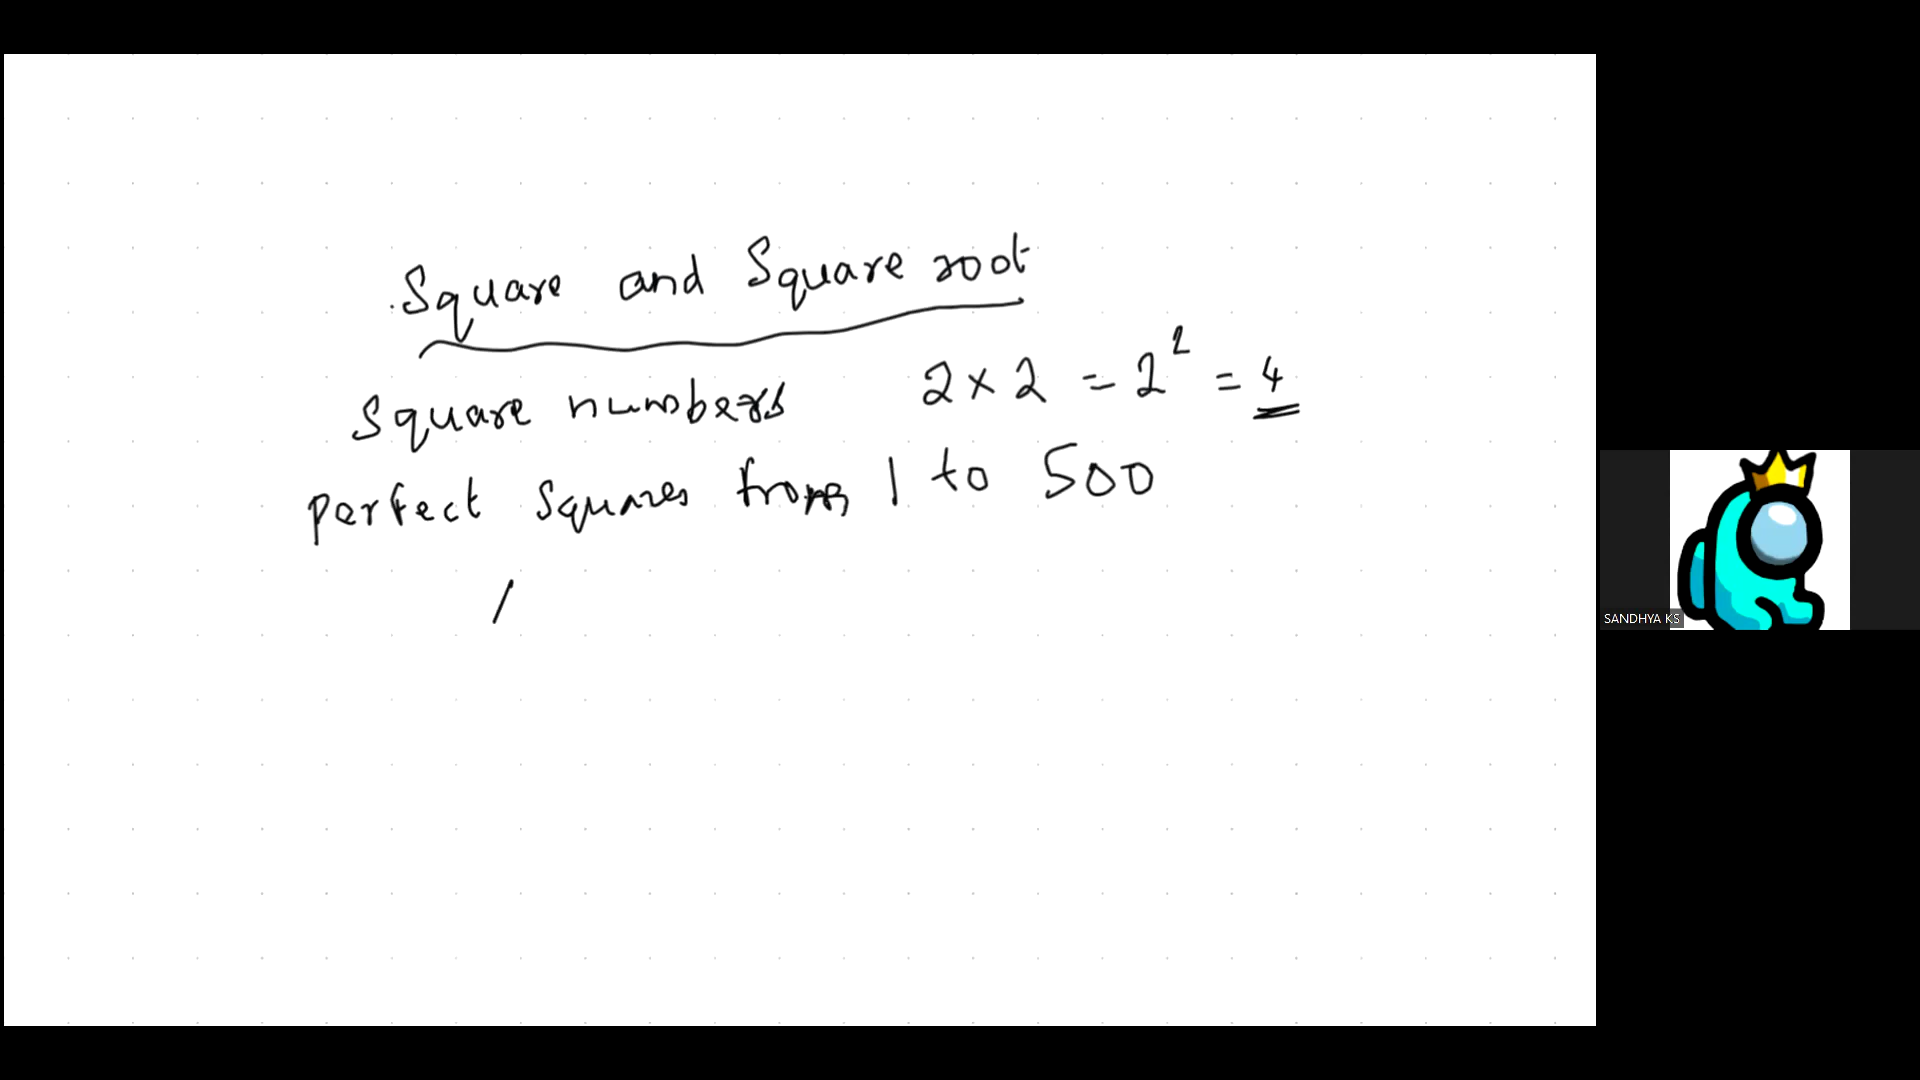 Square and Square root
Square numbers 2 × 2 = 2² = 4
perfect squares from 1 to 500
/
SANDHYA KS